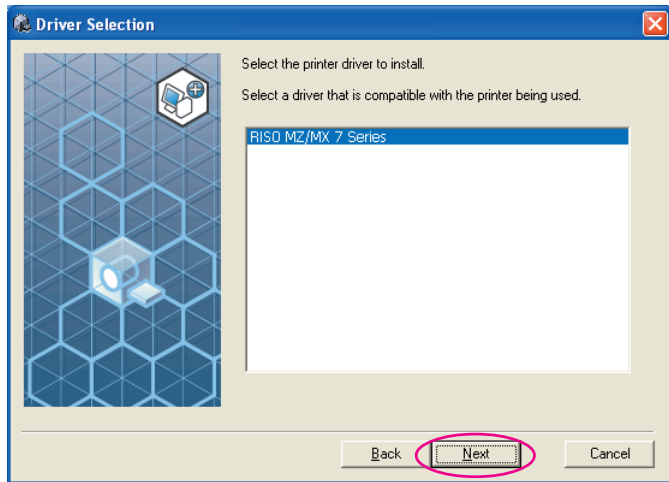 Driver Selection
Select the printer driver to install.
Select a driver that is compatible with the printer being used.
RISO MZ/MX 7 Series
Back
Next
Cancel